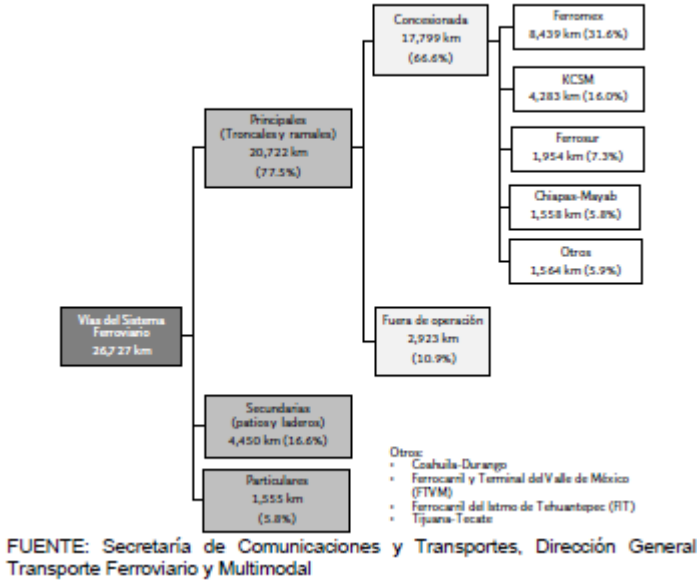 Concesionada
17,799 km
(66.6%)
Ferromex
8,439 km (31.6%)
KCSM
4,283 km (16.0%)
Ferrosur
1,954 km (7.3%)
Chiapas-Mayab
1,558 km (5.8%)
Otros
1,564 km (5.9%)
Principales
(Troncales y ramales)
20,722 km
(77.5%)
Vías del Sistema
Ferroviario
26,727 km
Fuera de operación
2,923 km
(10.9%)
Secundarias
(patios y laderos)
4,450 km (16.6%)
Particulares
1,555 km
(5.8%)
Otros:
• Coahuila-Durango
• Ferrocarril y Terminal del Valle de México
(FTVM)
• Ferrocarril del Istmo de Tehuantepec (FIT)
• Tijuana-Tecate
FUENTE: Secretaría de Comunicaciones y Transportes, Dirección General
Transporte Ferroviario y Multimodal